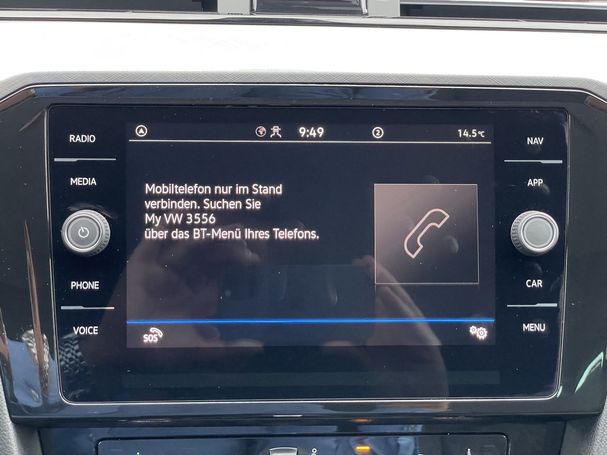 RADIO
MEDIA
PHONE
VOICE
9:49
2
14.5°C
Mobiltelefon nur im Stand
verbinden. Suchen Sie
My VW 3556
über das BT-Menü Ihres Telefons.
SOS
NAV
APP
CAR
MENU